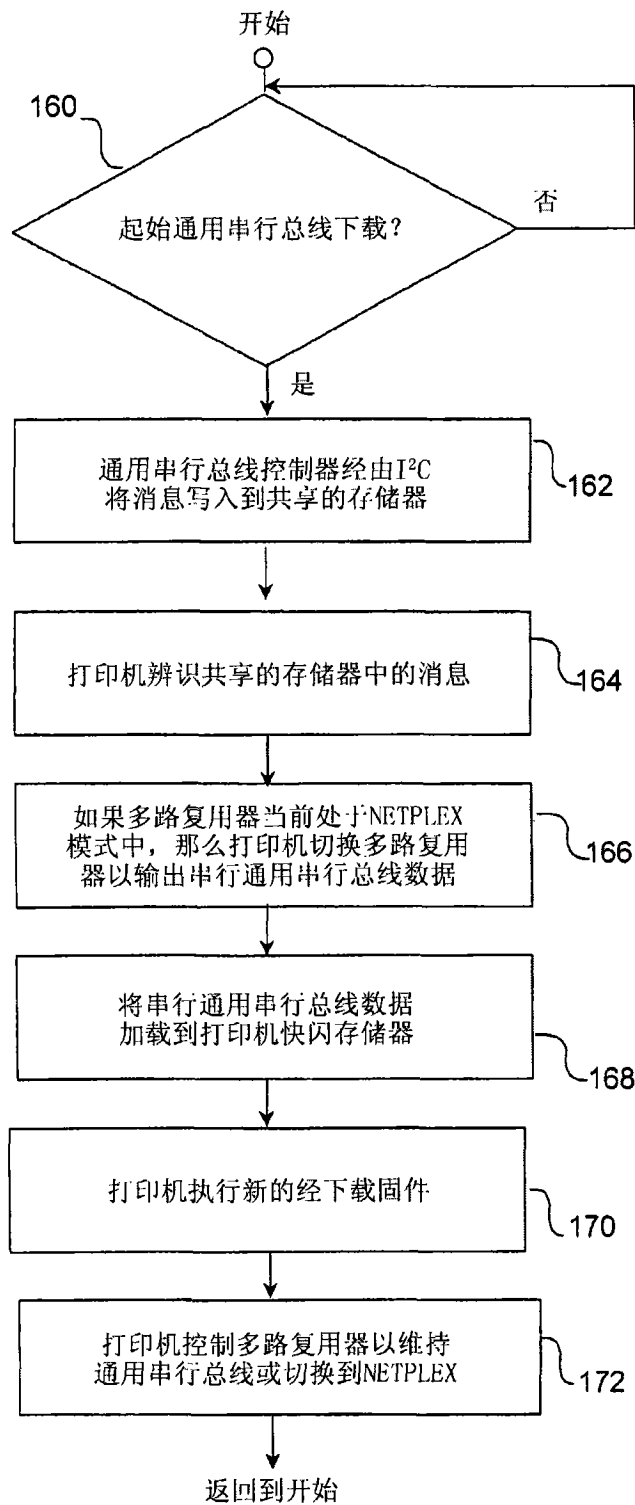 开始
160
起始通用串行总线下载?
否
是
通用串行总线控制器经由I²C
将消息写入到共享的存储器
162
打印机辨识共享的存储器中的消息
164
如果多路复用器当前处于NETPLEX
模式中，那么打印机切换多路复用
器以输出串行通用串行总线数据
166
将串行通用串行总线数据
加载到打印机快闪存储器
168
打印机执行新的经下载固件
170
打印机控制多路复用器以维持
通用串行总线或切换到NETPLEX
172
返回到开始